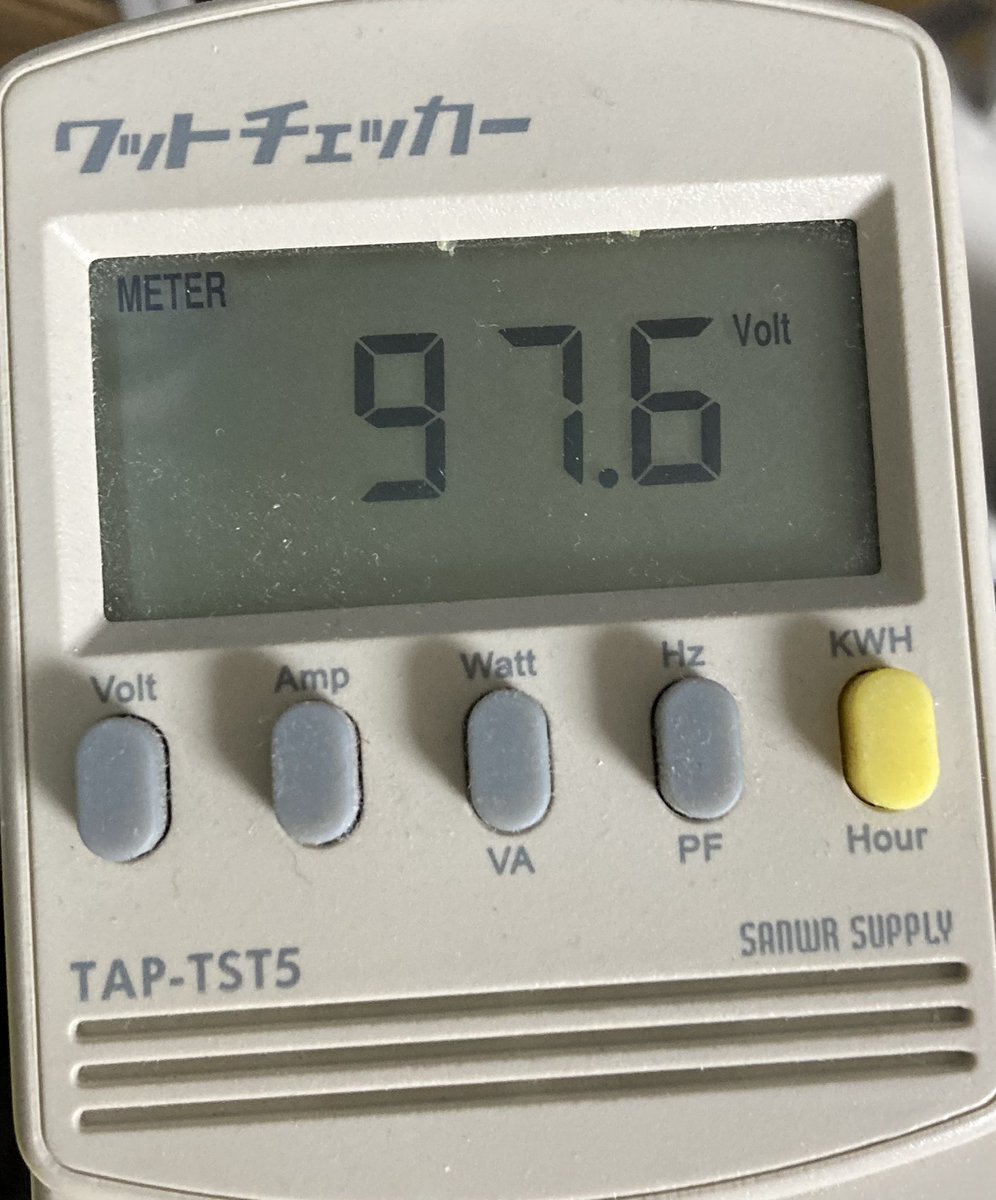 ワットチェッカー
METER
97.6 Volt
Volt Amp Watt Hz KWH
VA PF Hour
TAP-TST5 SANWA SUPPLY